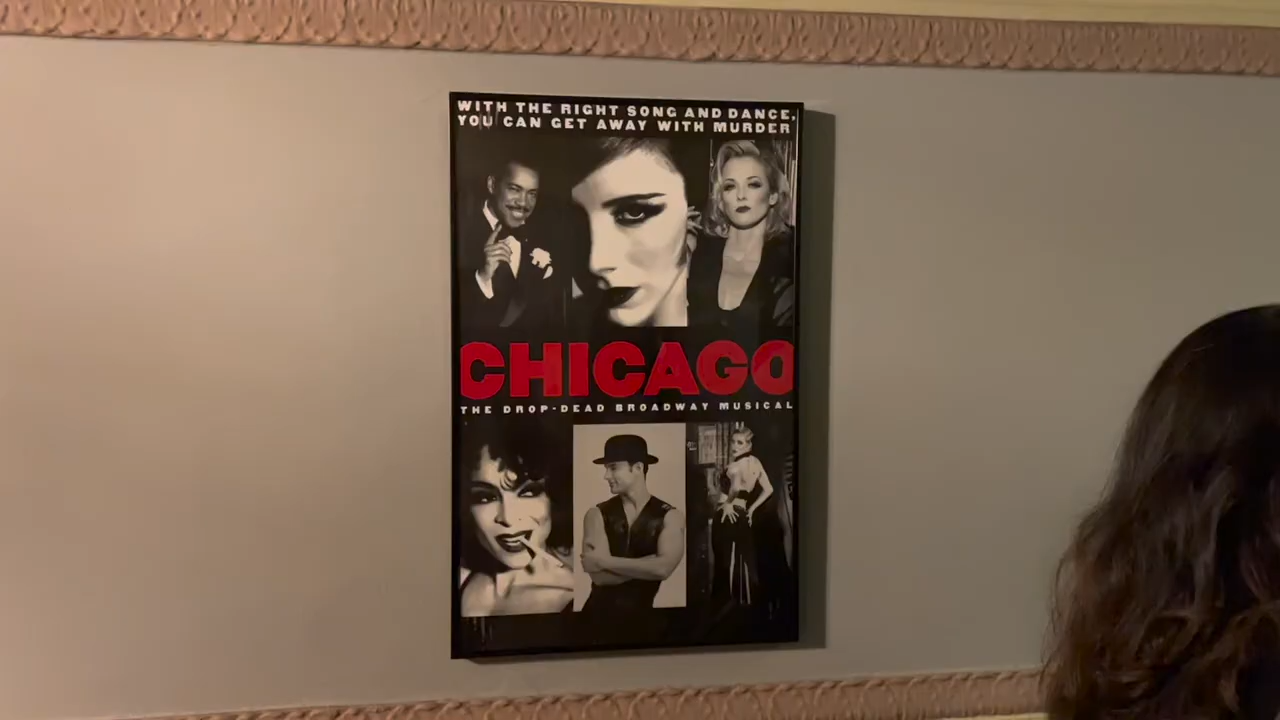 WITH THE RIGHT SONG AND DANCE,
YOU CAN GET AWAY WITH MURDER
CHICAGO
THE DROP-DEAD BROADWAY MUSICAL